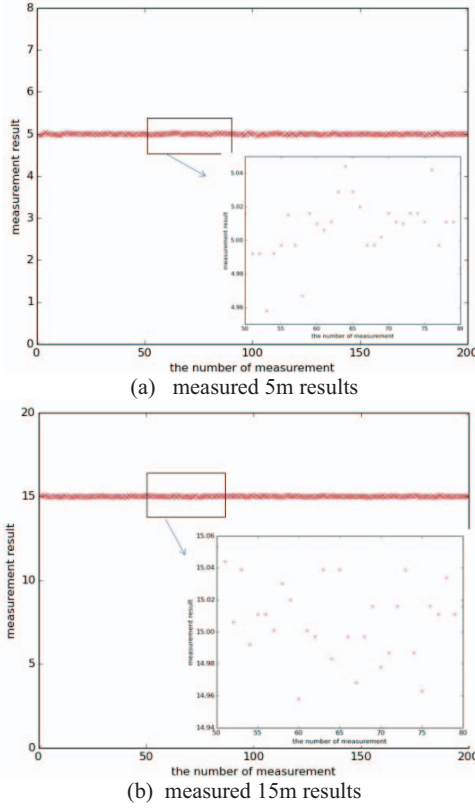 8
7
6
5
4
3
2
1
0
measurement result
0 50 100 150 200
the number of measurement
5.04
5.02
5.00
4.98
4.96
measurement result
50 55 60 65 70 75 80
the number of measurement
(a) measured 5m results
20
15
10
5
0
measurement result
0 50 100 150 200
the number of measurement
15.06
15.04
15.02
15.00
14.98
14.96
14.94
measurement result
50 55 60 65 70 75 80
the number of measurement
(b) measured 15m results